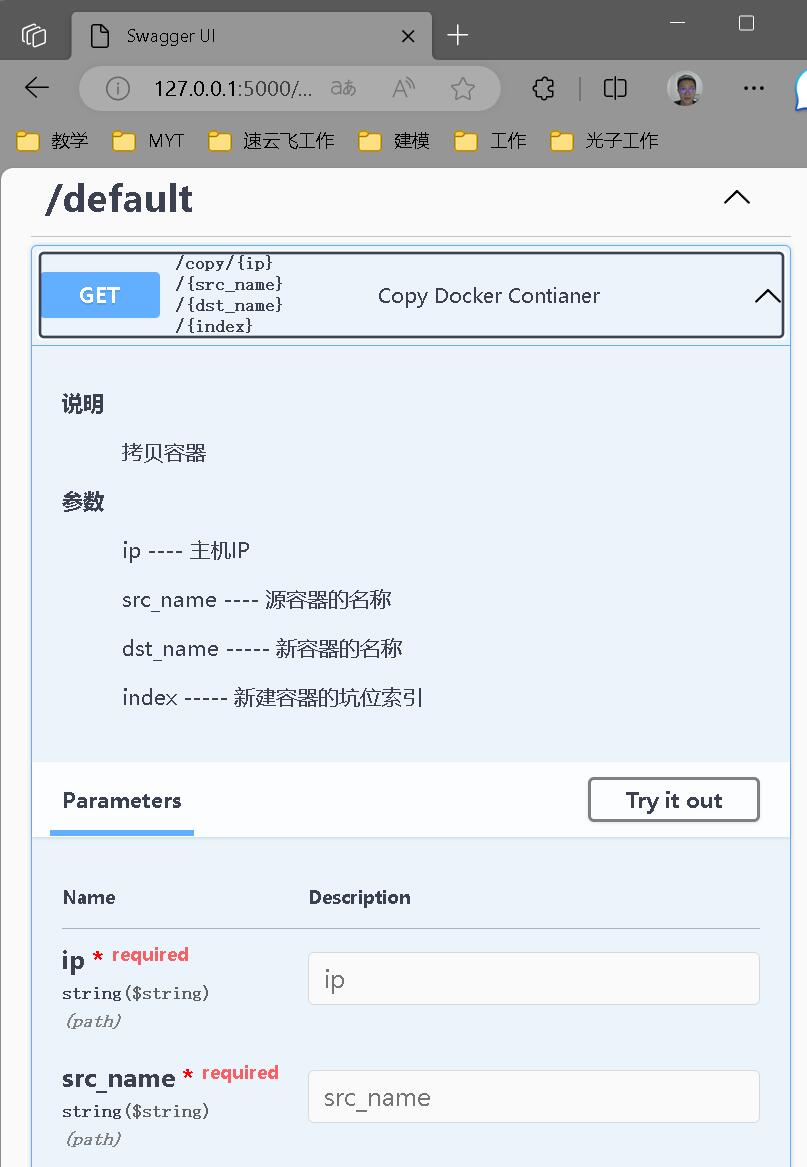 Swagger UI
127.0.0.1:5000/...
ああ
A
教学
MYT
速云飞工作
建模
工作
光子工作
/default
GET
/copy/{ip}
/{src_name}
/{dst_name}
/{index}
Copy Docker Contianer
说明
拷贝容器
参数
ip ---- 主机IP
src_name ---- 源容器的名称
dst_name ----- 新容器的名称
index ----- 新建容器的坑位索引
Parameters
Try it out
Name Description
ip * required
string($string)
(path)
ip
src_name * required
string($string)
(path)
src_name